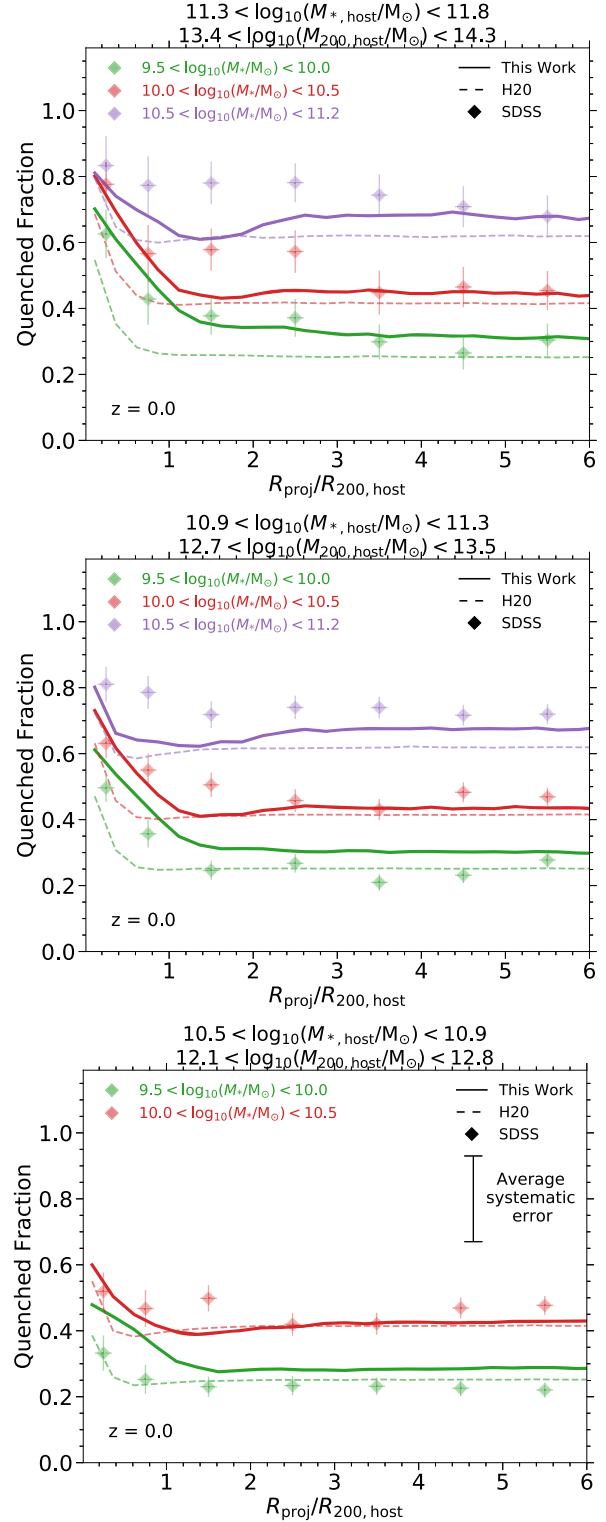 11.3 < log₁₀(M*,host/M⊙) < 11.8
13.4 < log₁₀(M200,host/M⊙) < 14.3
9.5 < log₁₀(M*/M⊙) < 10.0
10.0 < log₁₀(M*/M⊙) < 10.5
10.5 < log₁₀(M*/M⊙) < 11.2
This Work
H20
SDSS
Quenched Fraction
1.0
0.8
0.6
0.4
0.2
0.0
z = 0.0
1 2 3 4 5 6
Rproj/R200,host
10.9 < log₁₀(M*,host/M⊙) < 11.3
12.7 < log₁₀(M200,host/M⊙) < 13.5
9.5 < log₁₀(M*/M⊙) < 10.0
10.0 < log₁₀(M*/M⊙) < 10.5
10.5 < log₁₀(M*/M⊙) < 11.2
This Work
H20
SDSS
Quenched Fraction
1.0
0.8
0.6
0.4
0.2
0.0
z = 0.0
1 2 3 4 5 6
Rproj/R200,host
10.5 < log₁₀(M*,host/M⊙) < 10.9
12.1 < log₁₀(M200,host/M⊙) < 12.8
9.5 < log₁₀(M*/M⊙) < 10.0
10.0 < log₁₀(M*/M⊙) < 10.5
This Work
H20
SDSS
Average
systematic
error
Quenched Fraction
1.0
0.8
0.6
0.4
0.2
0.0
z = 0.0
1 2 3 4 5 6
Rproj/R200,host